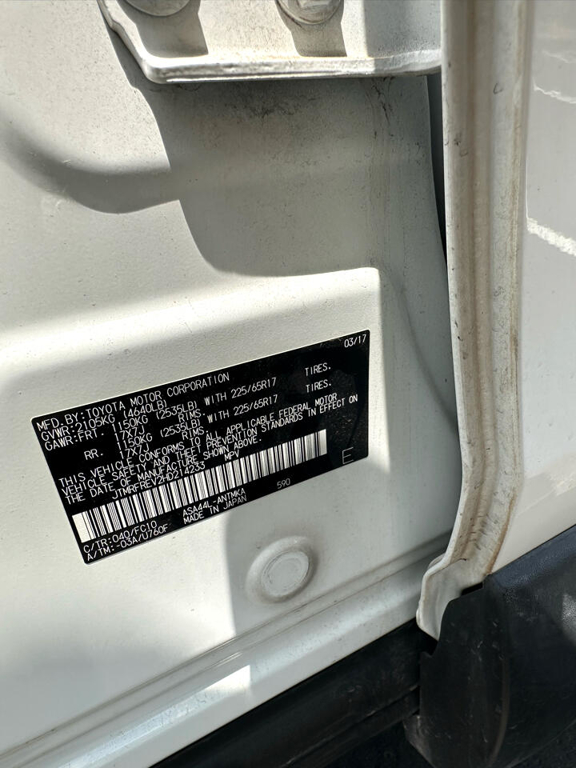 MFD.BY:TOYOTA MOTOR CORPORATION 03/17
GVWR:2105KG (4640LB)
GAWR:FRT. 1150KG (2535LB) WITH 225/65R17 TIRES.
17X7J RIMS.
RR. 1150KG (2535LB) WITH 225/65R17 TIRES.
17X7J RIMS.
THIS VEHICLE CONFORMS TO ALL APPLICABLE FEDERAL MOTOR
VEHICLE SAFETY AND THEFT PREVENTION STANDARDS IN EFFECT ON
THE DATE OF MANUFACTURE SHOWN ABOVE.
JTMRFREV2HD214233 MPV E
C/TR:040/FC10 ASA44L-ANTMKA 590
A/TM:-03A/U760F MADE IN JAPAN